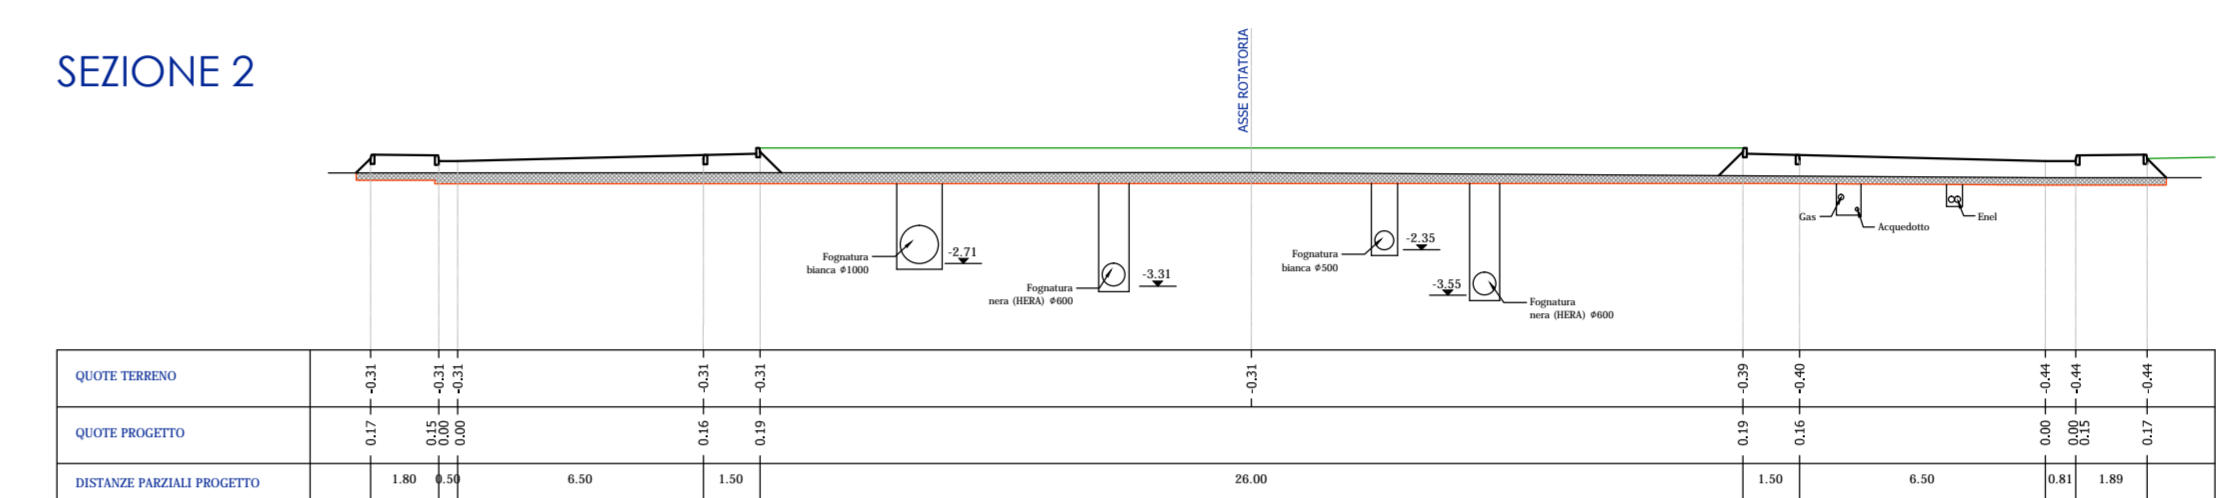 ASSE ROTATORIA
SEZIONE 2
Fognatura
bianca ϕ1000
-2.71
Fognatura
nera (HERA) ϕ600
-3.31
Fognatura
bianca ϕ500
-2.35
-3.55
Fognatura
nera (HERA) ϕ600
Gas
Acquedotto
Enel
QUOTE TERRENO -0.31 -0.31 -0.31 -0.31 -0.31 -0.31 -0.39 -0.40 -0.44 -0.44 -0.44
QUOTE PROGETTO 0.17 0.15 0.00 0.00 0.16 0.19 0.19 0.16 0.00 0.00 0.15 0.17
DISTANZE PARZIALI PROGETTO 1.80 0.50 6.50 1.50 26.00 1.50 6.50 0.81 1.89